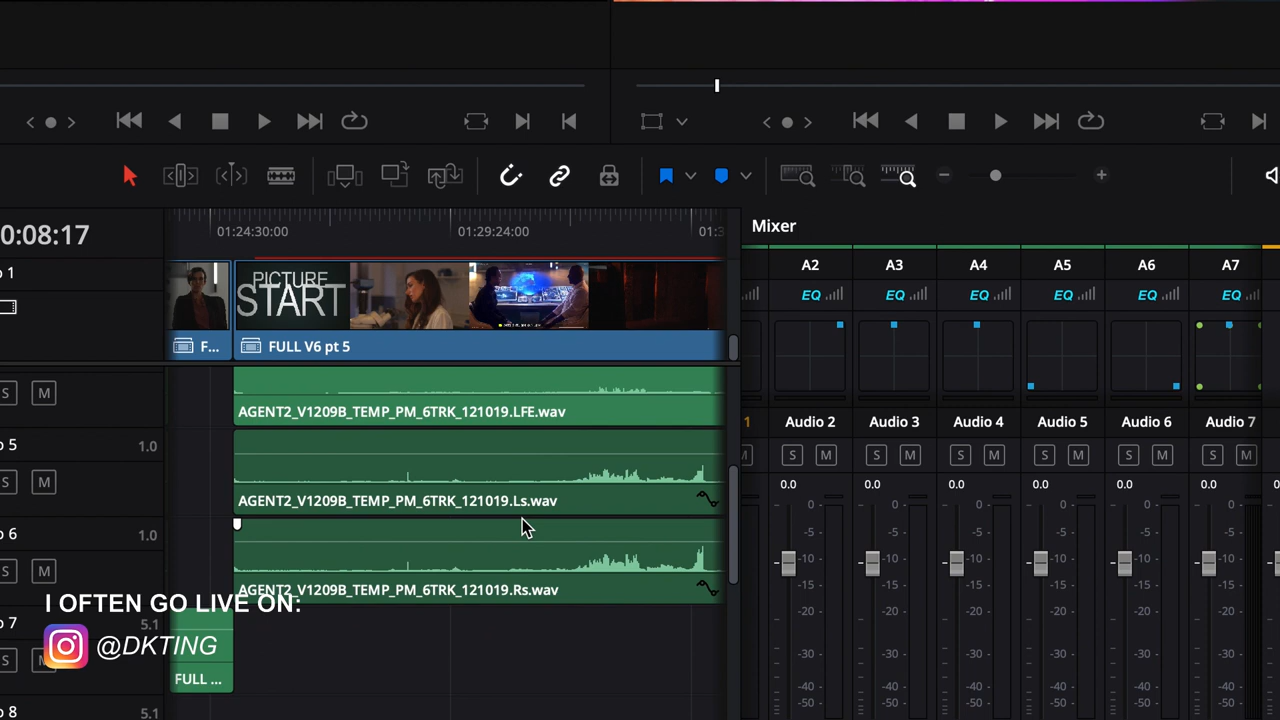 0:08:17
01:24:30:00
01:29:24:00
01:3
Mixer
o 1
PICTURE
START
F...
FULL V6 pt 5
A2 A3 A4 A5 A6 A7
EQ EQ EQ EQ EQ EQ
1 Audio 2 Audio 3 Audio 4 Audio 5 Audio 6 Audio 7
M S M S M S M S M S M S M
0.0 0.0 0.0 0.0 0.0 0.0
0- 0- 0- 0- 0- 0-
-5- -5- -5- -5- -5- -5-
-10- -10- -10- -10- -10- -10-
-15- -15- -15- -15- -15- -15-
-20- -20- -20- -20- -20- -20-
-30- -30- -30- -30- -30- -30-
-40- -40- -40- -40- -40- -40-
-50- -50- -50- -50- -50- -50-
S M
AGENT2_V1209B_TEMP_PM_6TRK_121019.LFE.wav
o 5 1.0
S M
AGENT2_V1209B_TEMP_PM_6TRK_121019.Ls.wav
o 6 1.0
S M
AGENT2_V1209B_TEMP_PM_6TRK_121019.Rs.wav
I OFTEN GO LIVE ON:
@DKTING
o 7 5.1
S M
FULL ...
o 8 5.1